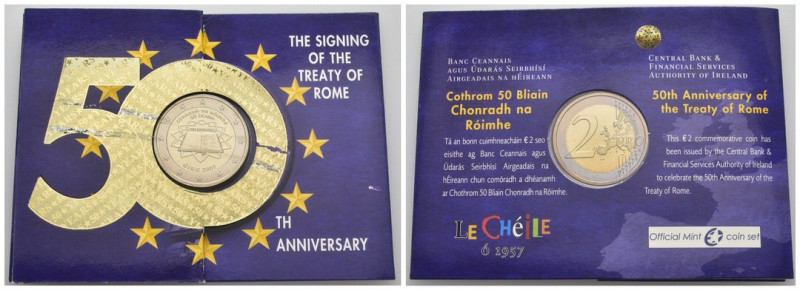 50
THE SIGNING
OF THE
TREATY OF
ROME
TH
ANNIVERSARY
BANC CEANNAIS
AGUS ÚDARÁS SEIRBHÍSÍ
AIRGEADAIS NA hÉIREANN
Cothrom 50 Bliain
Chonradh na
Róimhe
Tá an bonn cuimhneacháin €2 seo
eisithe ag Banc Ceannais agus
Údarás Seirbhísí Airgeadais na
hÉireann chun comóradh a dhéanamh
ar Chothrom 50 Bliain Chonradh na Róimhe.
LE CHéILE
Ó 1957
2 EURO
CENTRAL BANK &
FINANCIAL SERVICES
AUTHORITY OF IRELAND
50th Anniversary of
the Treaty of Rome
This €2 commemorative coin has
been issued by the Central Bank &
Financial Services Authority of Ireland
to celebrate the 50th Anniversary of the
Treaty of Rome.
Official Mint coin set